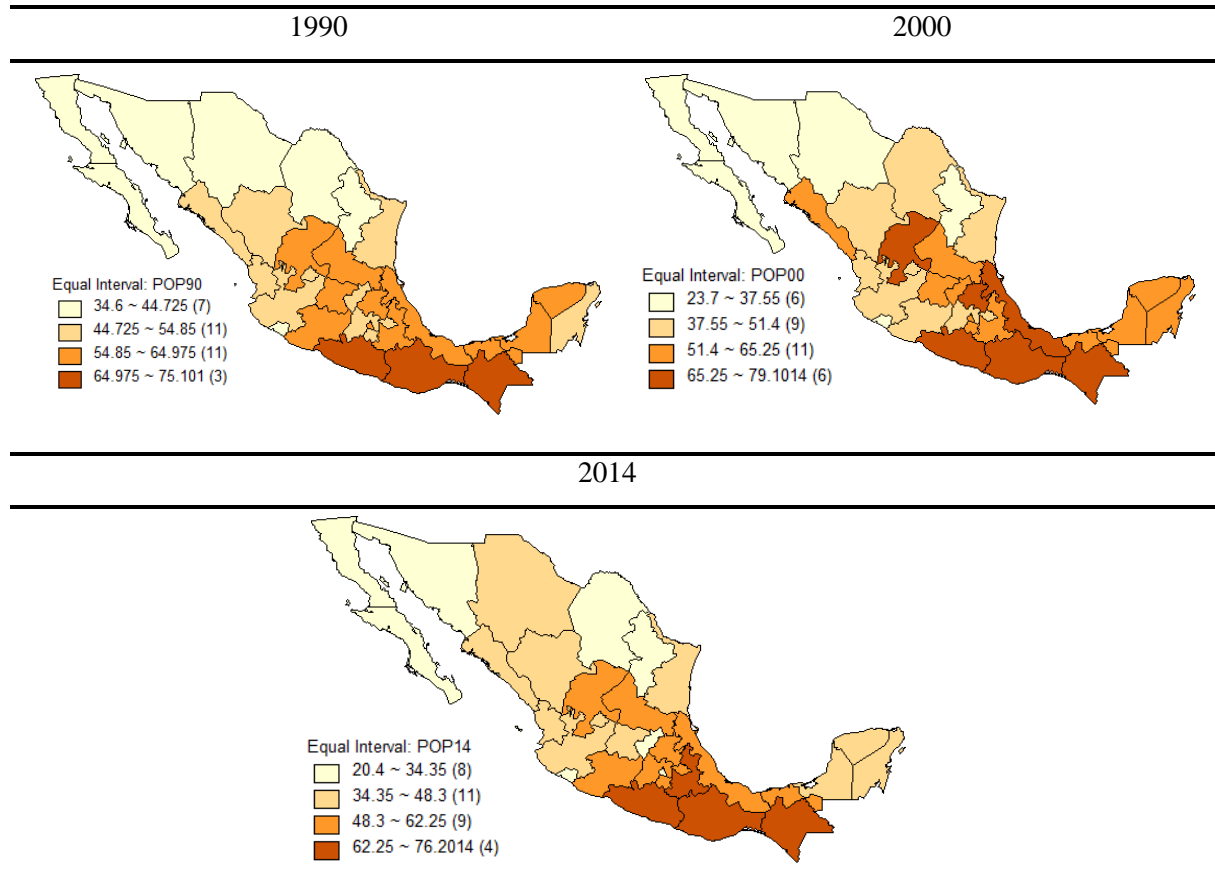 1990 2000
Equal Interval: POP90
34.6 ~ 44.725 (7)
44.725 ~ 54.85 (11)
54.85 ~ 64.975 (11)
64.975 ~ 75.101 (3)
Equal Interval: POP00
23.7 ~ 37.55 (6)
37.55 ~ 51.4 (9)
51.4 ~ 65.25 (11)
65.25 ~ 79.1014 (6)
2014
Equal Interval: POP14
20.4 ~ 34.35 (8)
34.35 ~ 48.3 (11)
48.3 ~ 62.25 (9)
62.25 ~ 76.2014 (4)